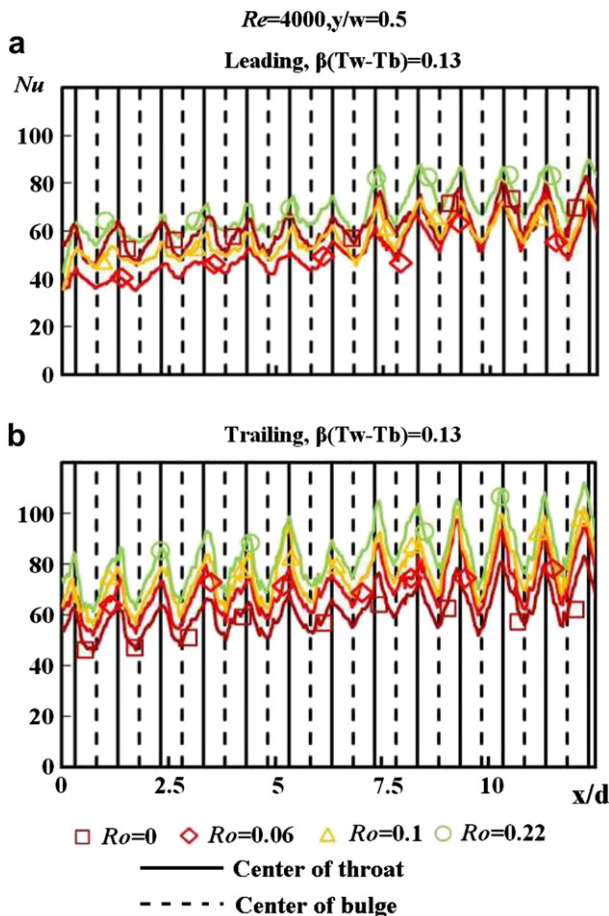 Re=4000,y/w=0.5
a
Leading, β(Tw-Tb)=0.13
Nu
100
80
60
40
20
0
b
Trailing, β(Tw-Tb)=0.13
100
80
60
40
20
0
0 2.5 5 7.5 10 x/d
Ro=0 Ro=0.06 Ro=0.1 Ro=0.22
Center of throat
Center of bulge